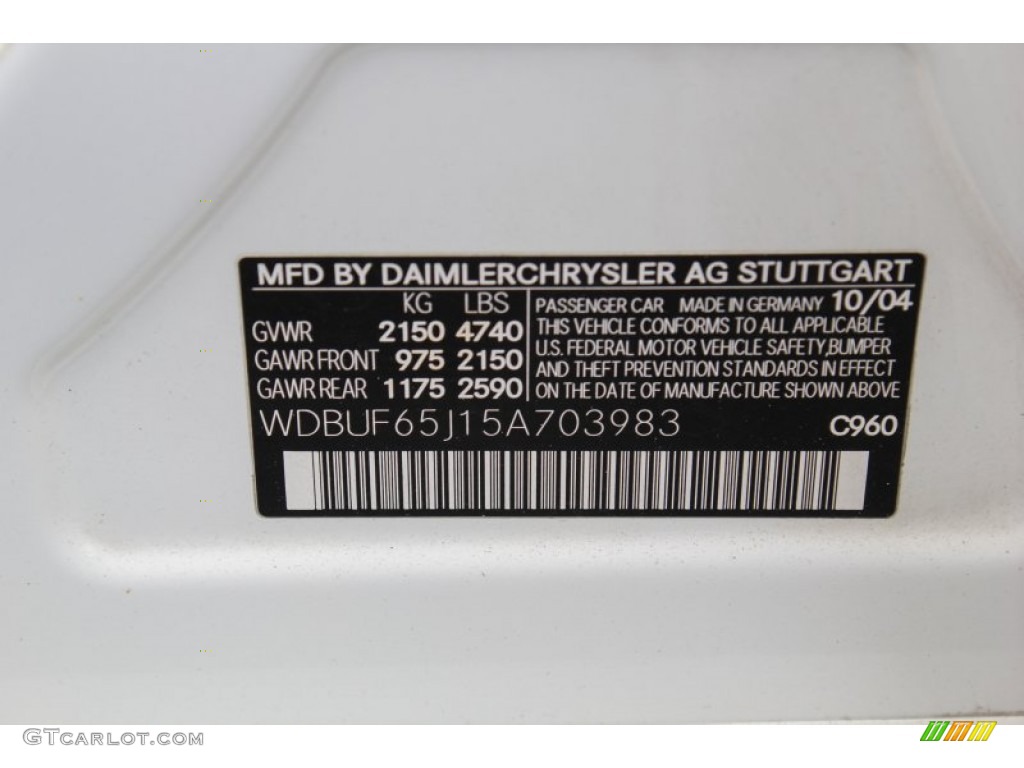 MFD BY DAIMLERCHRYSLER AG STUTTGART
KG LBS
GVWR 2150 4740
GAWR FRONT 975 2150
GAWR REAR 1175 2590
PASSENGER CAR MADE IN GERMANY 10/04
THIS VEHICLE CONFORMS TO ALL APPLICABLE
U.S. FEDERAL MOTOR VEHICLE SAFETY,BUMPER
AND THEFT PREVENTION STANDARDS IN EFFECT
ON THE DATE OF MANUFACTURE SHOWN ABOVE
WDBUF65J15A703983 C960
GTCARLOT.COM